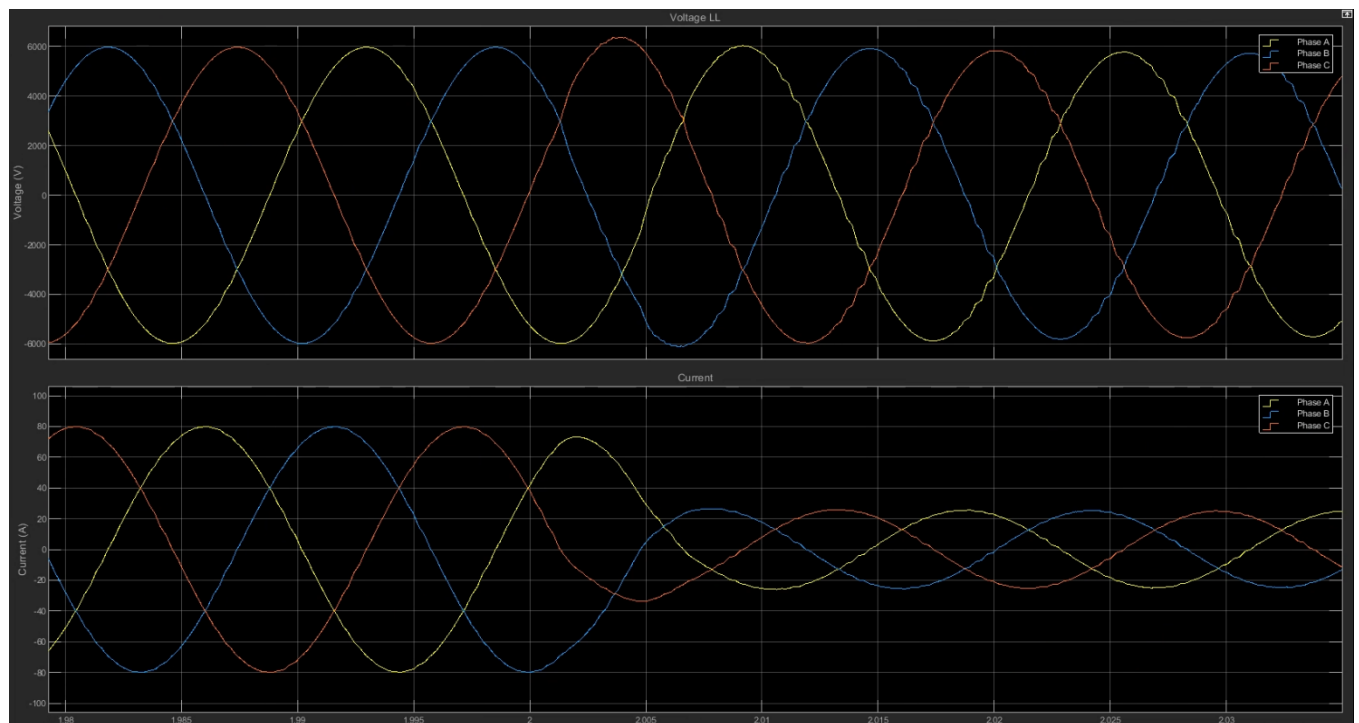 Voltage LL
Voltage (V)
6000
4000
2000
0
-2000
-4000
-6000
Phase A
Phase B
Phase C
Current
Current (A)
100
80
60
40
20
0
-20
-40
-60
-80
-100
Phase A
Phase B
Phase C
1.98 1.985 1.99 1.995 2 2.005 2.01 2.015 2.02 2.025 2.03